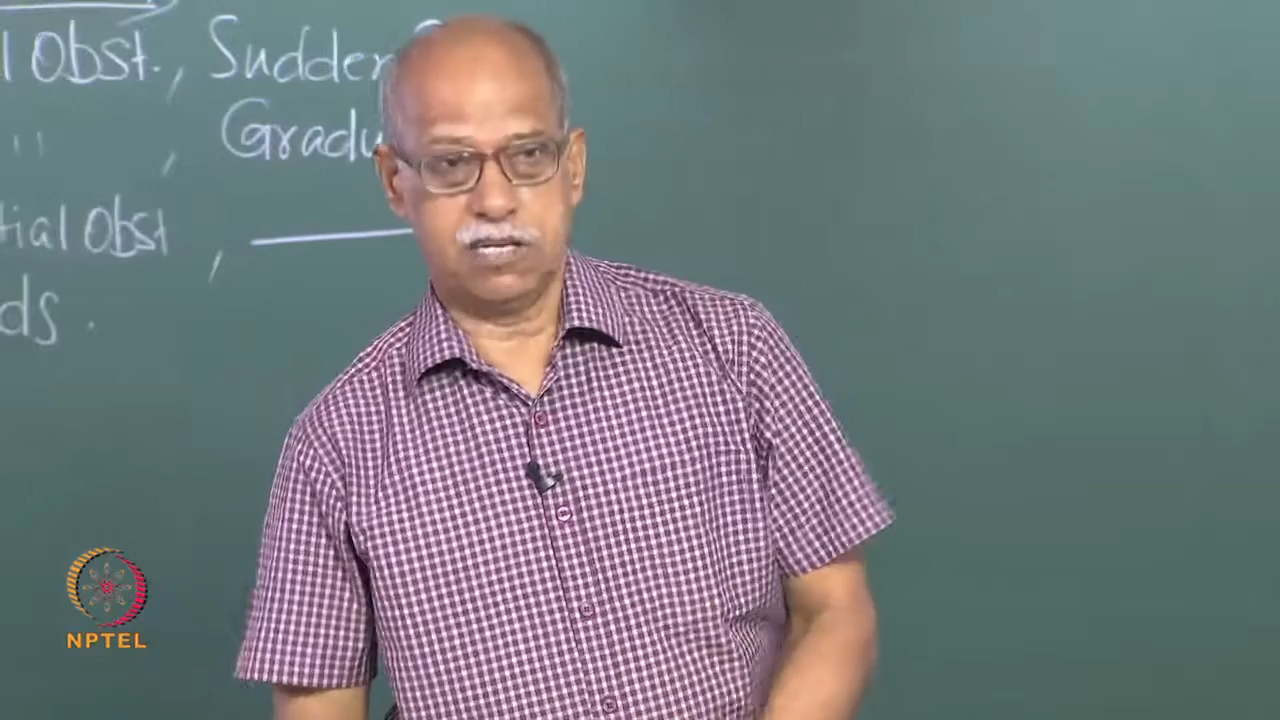 Obst., Sudden
" , Gradu
tial Obst , ———
ds.
NPTEL